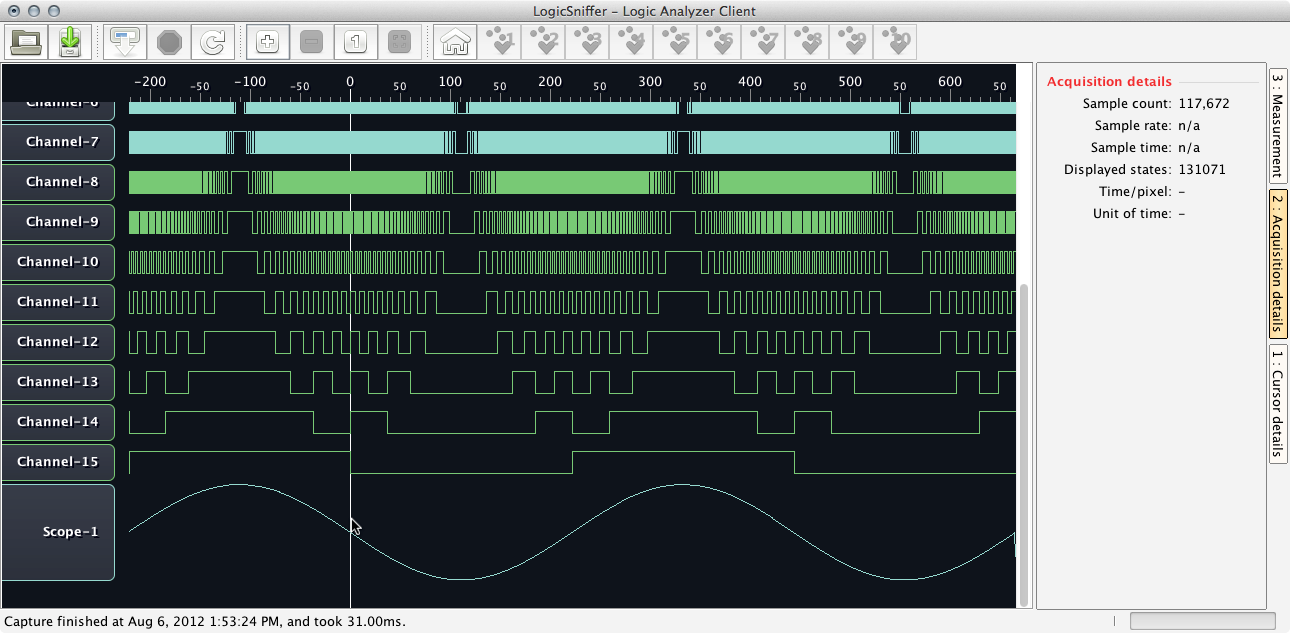 LogicSniffer - Logic Analyzer Client
1
1 2 3 4 5 6 7 8 9 0
-200 -50 -100 -50 0 50 100 50 200 50 300 50 400 50 500 50 600 50
Channel-6
Channel-7
Channel-8
Channel-9
Channel-10
Channel-11
Channel-12
Channel-13
Channel-14
Channel-15
Scope-1
Acquisition details
Sample count: 117,672
Sample rate: n/a
Sample time: n/a
Displayed states: 131071
Time/pixel: -
Unit of time: -
3 : Measurement
2 : Acquisition details
1 : Cursor details
Capture finished at Aug 6, 2012 1:53:24 PM, and took 31.00ms.